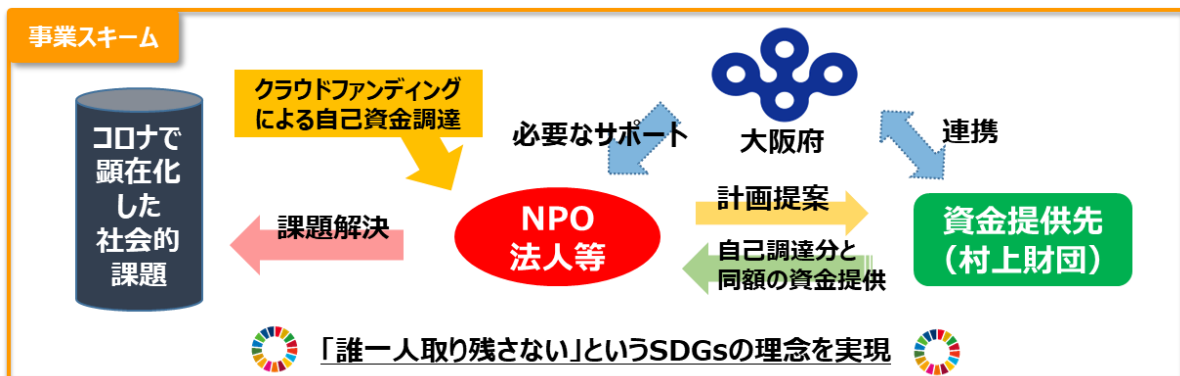 事業スキーム
クラウドファンディング
による自己資金調達
コロナで
顕在化
した
社会的
課題
必要なサポート
大阪府
連携
課題解決
NPO
法人等
計画提案
自己調達分と
同額の資金提供
資金提供先
（村上財団）
「誰一人取り残さない」というSDGsの理念を実現